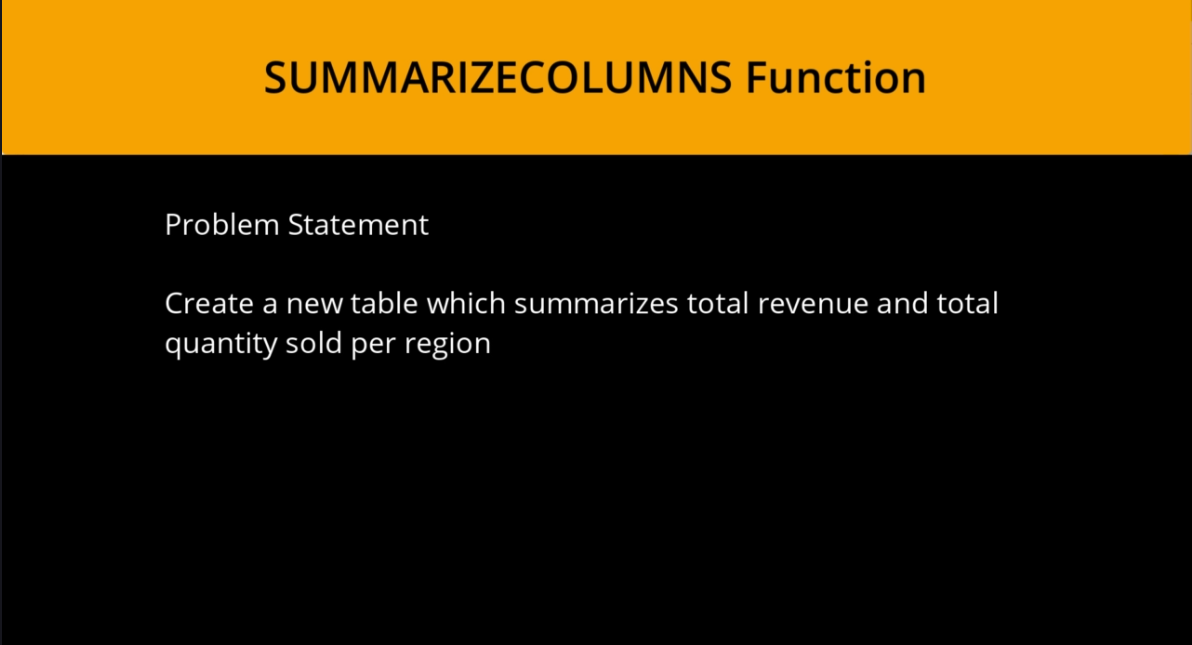 SUMMARIZECOLUMNS Function
Problem Statement
Create a new table which summarizes total revenue and total
quantity sold per region